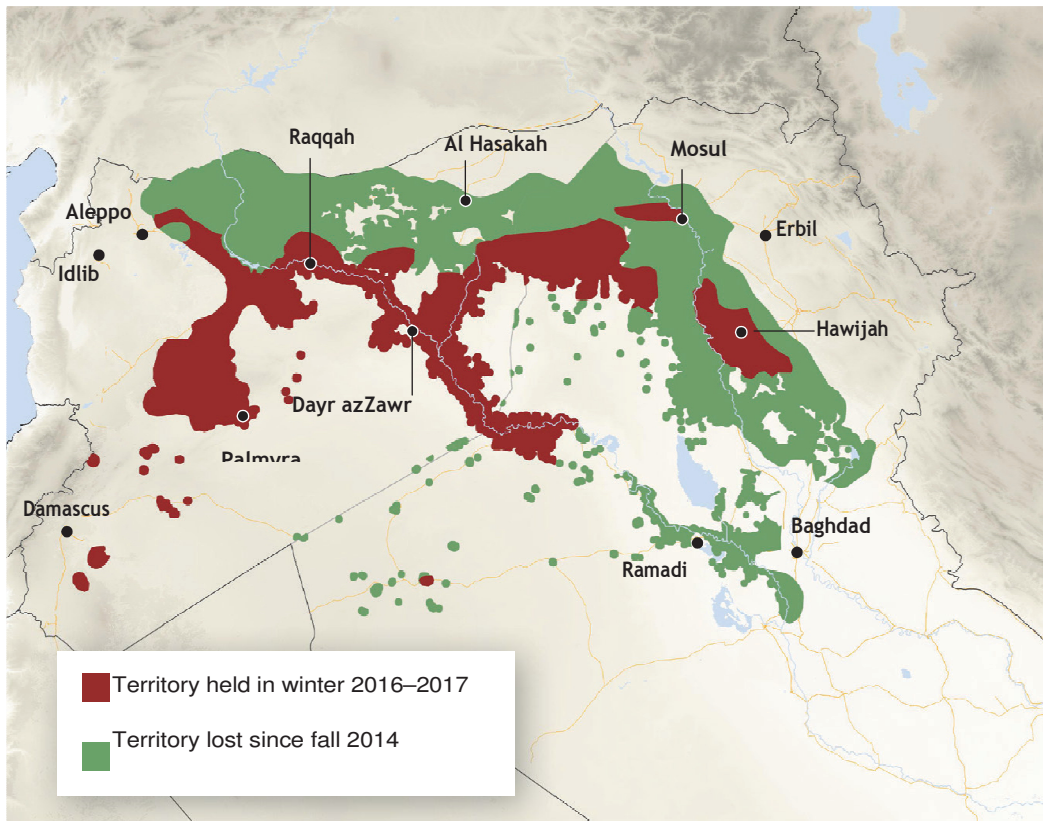 Raqqah
Al Hasakah
Mosul
Aleppo
Erbil
Idlib
Hawijah
Dayr azZawr
Palmyra
Damascus
Baghdad
Ramadi
Territory held in winter 2016–2017
Territory lost since fall 2014